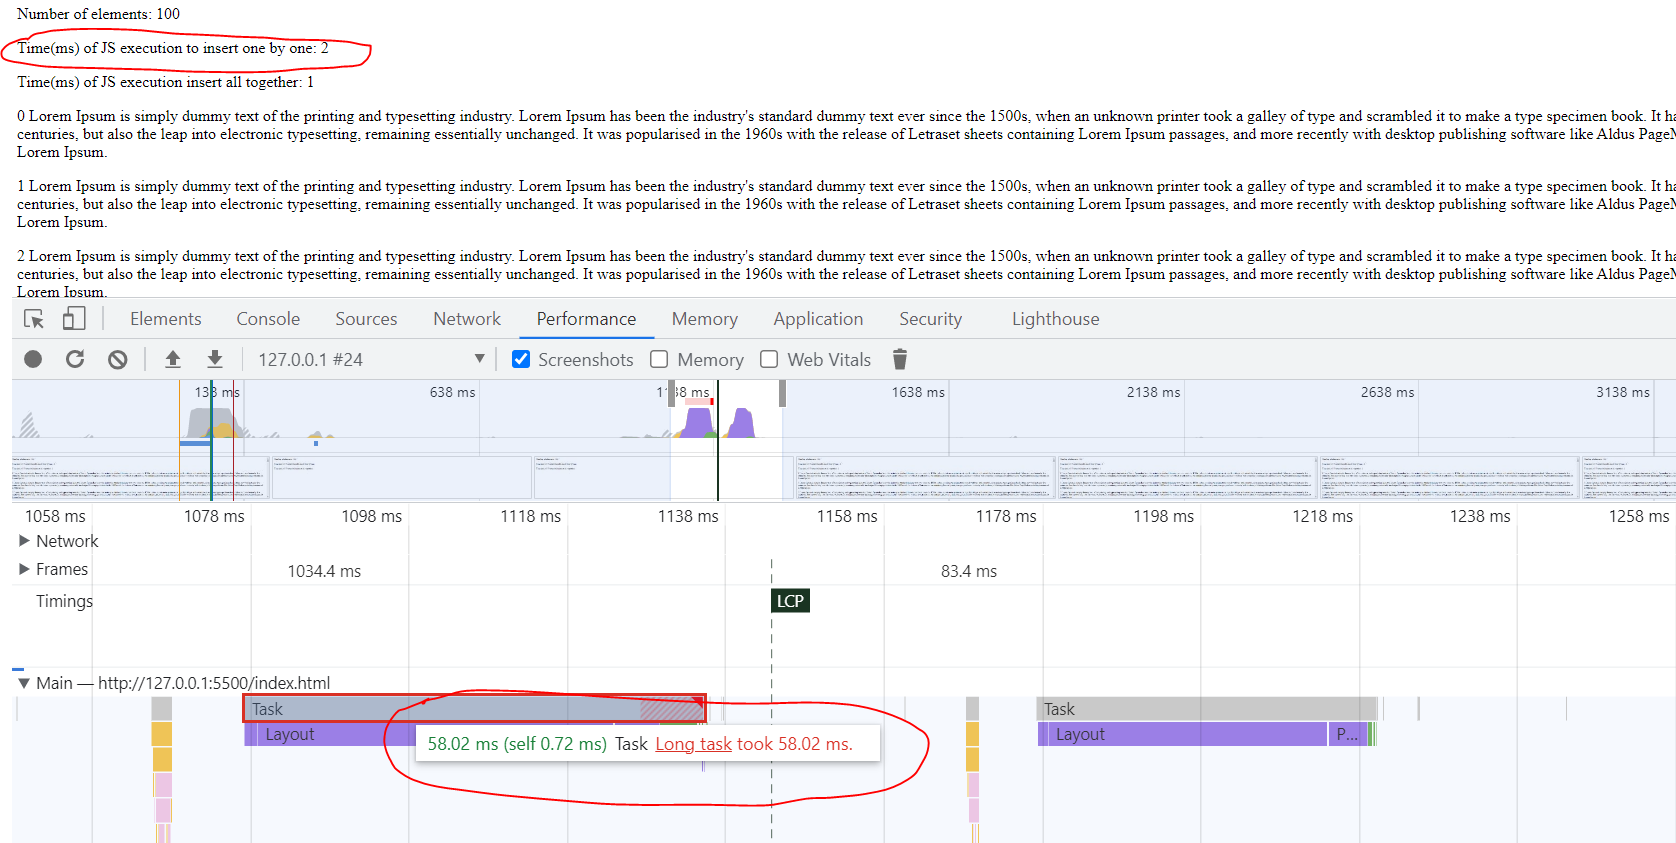 Number of elements: 100
Time(ms) of JS execution to insert one by one: 2
Time(ms) of JS execution insert all together: 1
0 Lorem Ipsum is simply dummy text of the printing and typesetting industry. Lorem Ipsum has been the industry's standard dummy text ever since the 1500s, when an unknown printer took a galley of type and scrambled it to make a type specimen book. It ha
centuries, but also the leap into electronic typesetting, remaining essentially unchanged. It was popularised in the 1960s with the release of Letraset sheets containing Lorem Ipsum passages, and more recently with desktop publishing software like Aldus PageM
Lorem Ipsum.
1 Lorem Ipsum is simply dummy text of the printing and typesetting industry. Lorem Ipsum has been the industry's standard dummy text ever since the 1500s, when an unknown printer took a galley of type and scrambled it to make a type specimen book. It ha
centuries, but also the leap into electronic typesetting, remaining essentially unchanged. It was popularised in the 1960s with the release of Letraset sheets containing Lorem Ipsum passages, and more recently with desktop publishing software like Aldus PageM
Lorem Ipsum.
2 Lorem Ipsum is simply dummy text of the printing and typesetting industry. Lorem Ipsum has been the industry's standard dummy text ever since the 1500s, when an unknown printer took a galley of type and scrambled it to make a type specimen book. It ha
centuries, but also the leap into electronic typesetting, remaining essentially unchanged. It was popularised in the 1960s with the release of Letraset sheets containing Lorem Ipsum passages, and more recently with desktop publishing software like Aldus PageM
Lorem Ipsum.
Elements Console Sources Network Performance Memory Application Security Lighthouse
127.0.0.1 #24 Screenshots Memory Web Vitals
138 ms 638 ms 1138 ms 1638 ms 2138 ms 2638 ms 3138 ms
1058 ms 1078 ms 1098 ms 1118 ms 1138 ms 1158 ms 1178 ms 1198 ms 1218 ms 1238 ms 1258 ms
Network
Frames 1034.4 ms 83.4 ms
Timings LCP
Main — http://127.0.0.1:5500/index.html
Task Task
Layout Layout P...
58.02 ms (self 0.72 ms) Task Long task took 58.02 ms.